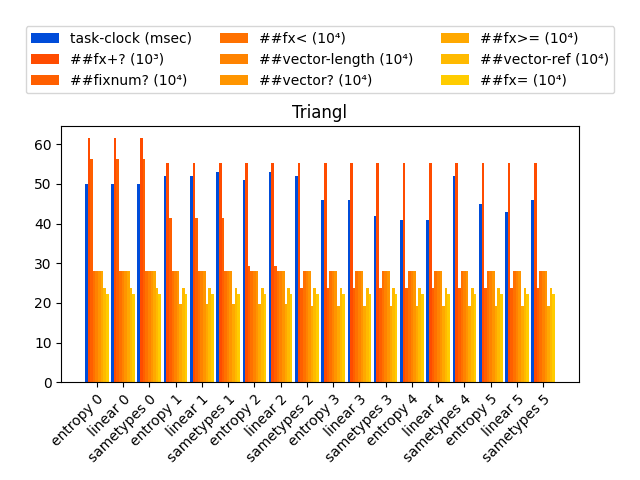 task-clock (msec) ##fx< (10⁴) ##fx>= (10⁴)
##fx+? (10³) ##vector-length (10⁴) ##vector-ref (10⁴)
##fixnum? (10⁴) ##vector? (10⁴) ##fx= (10⁴)
Triangl
60
50
40
30
20
10
0
entropy 0
linear 0
sametypes 0
entropy 1
linear 1
sametypes 1
entropy 2
linear 2
sametypes 2
entropy 3
linear 3
sametypes 3
entropy 4
linear 4
sametypes 4
entropy 5
linear 5
sametypes 5